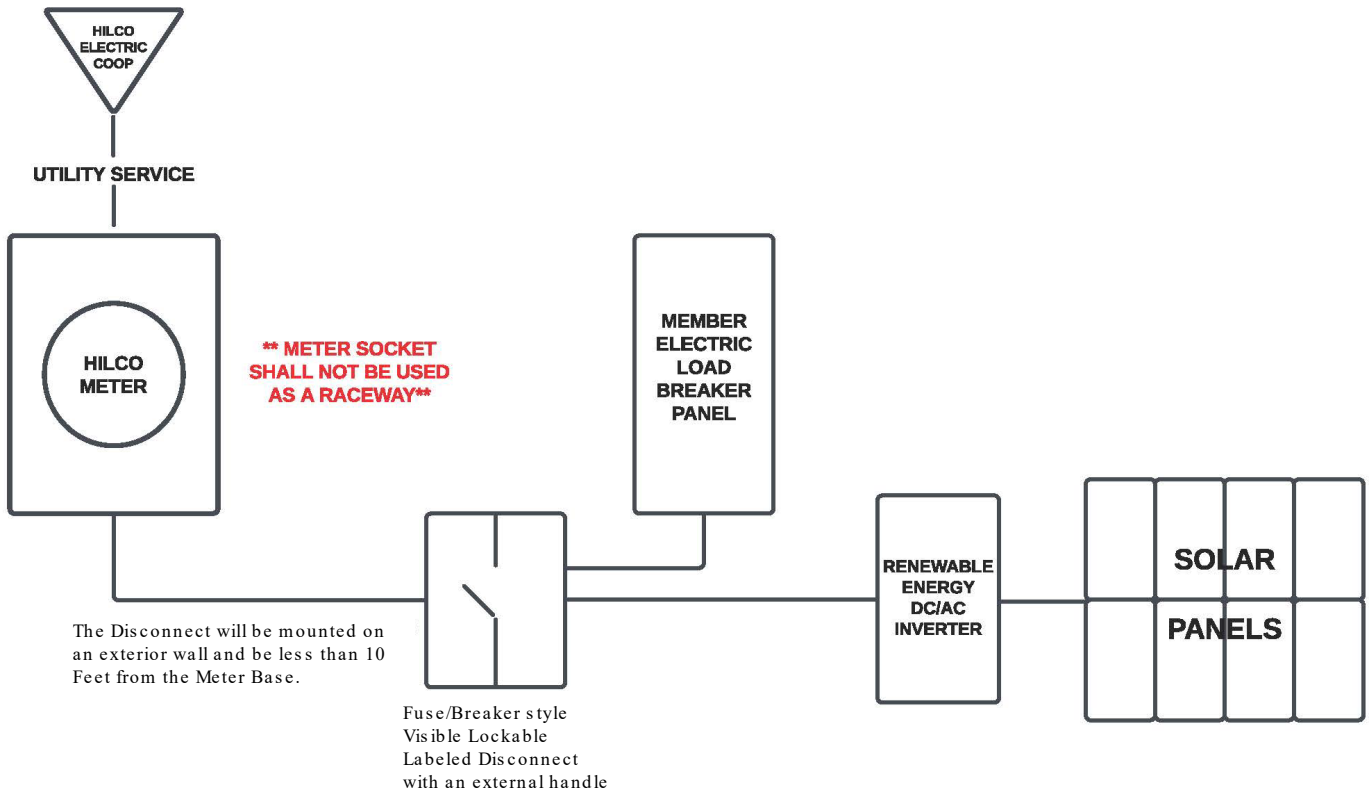 HILCO
ELECTRIC
COOP
UTILITY SERVICE
HILCO
METER
** METER SOCKET
SHALL NOT BE USED
AS A RACEWAY**
MEMBER
ELECTRIC
LOAD
BREAKER
PANEL
RENEWABLE
ENERGY
DC/AC
INVERTER
SOLAR
PANELS
The Disconnect will be mounted on
an exterior wall and be less than 10
Feet from the Meter Base.
Fuse/Breaker style
Visible Lockable
Labeled Disconnect
with an external handle